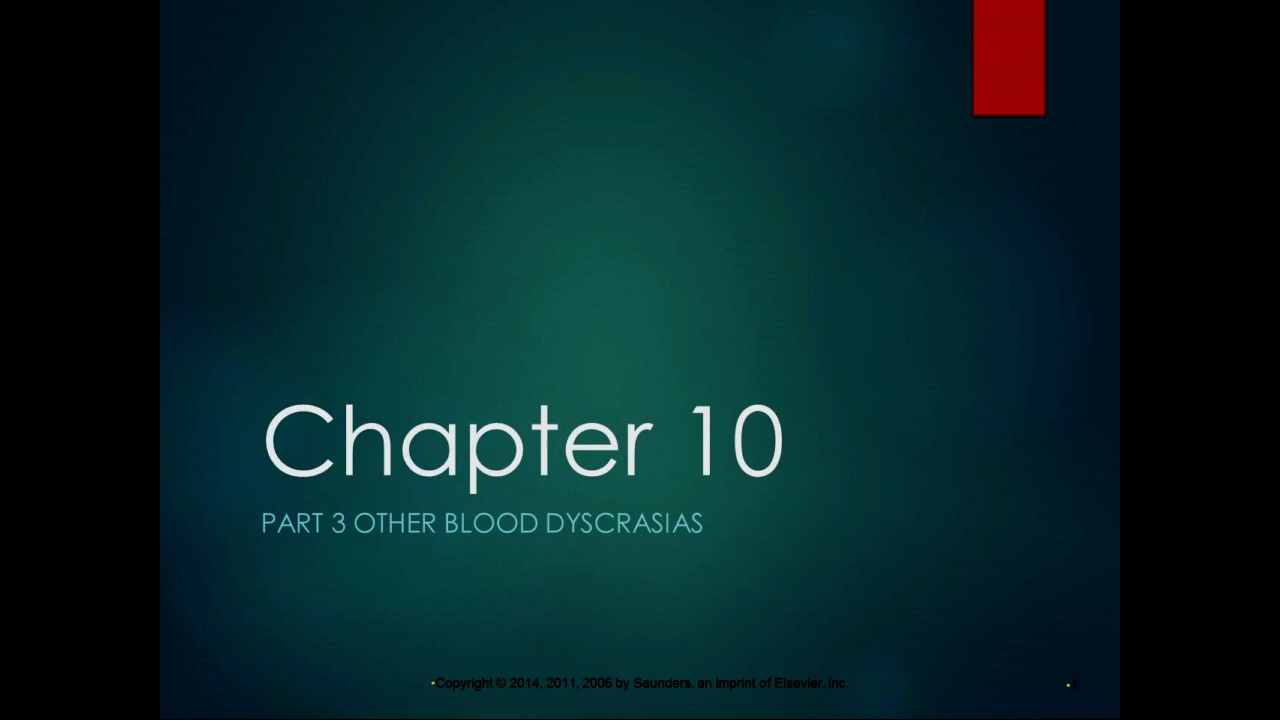 Chapter 10
PART 3 OTHER BLOOD DYSCRASIAS
•Copyright © 2014, 2011, 2006 by Saunders, an imprint of Elsevier, Inc.